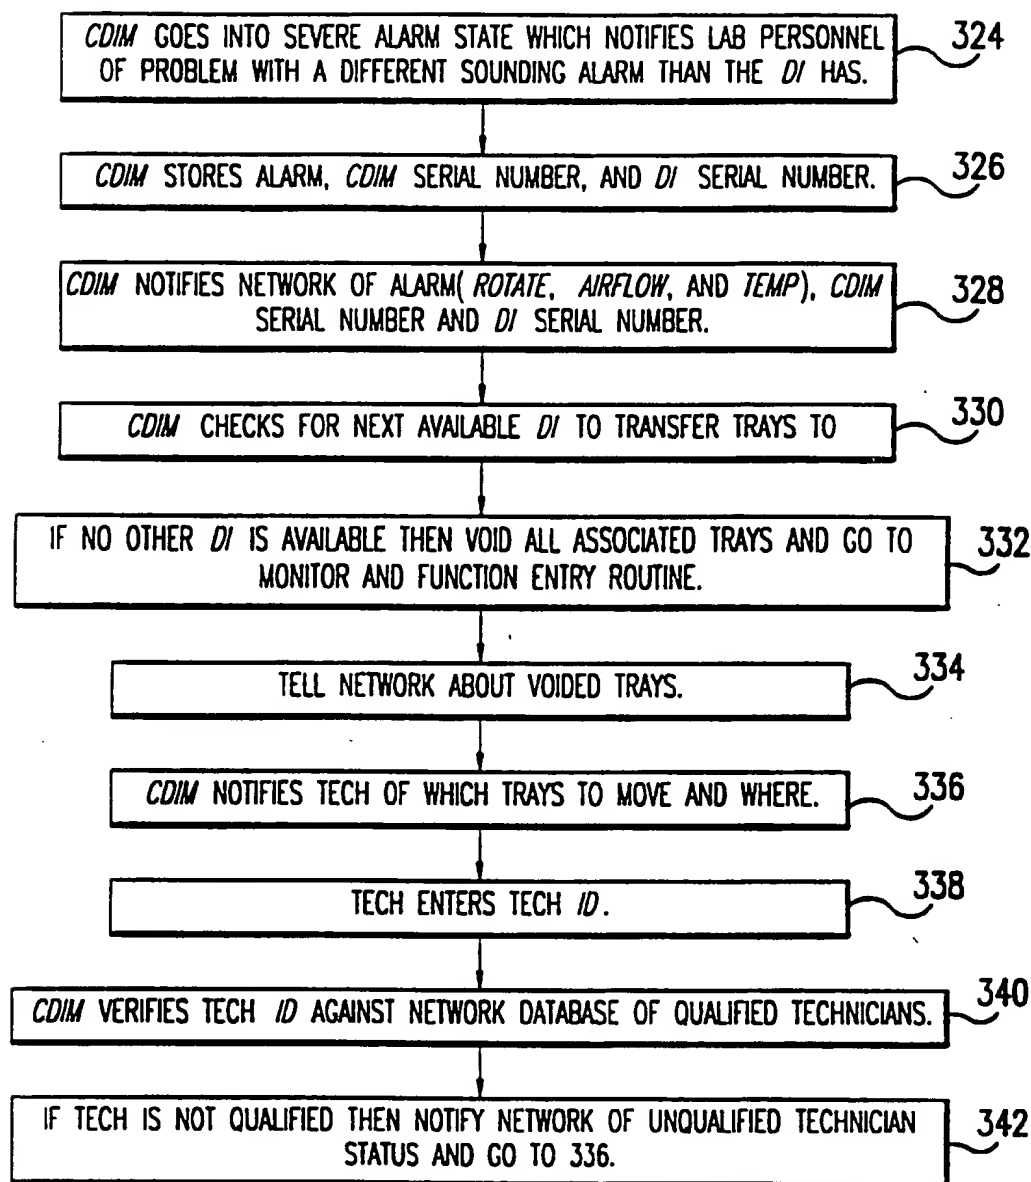 CDIM GOES INTO SEVERE ALARM STATE WHICH NOTIFIES LAB PERSONNEL
OF PROBLEM WITH A DIFFERENT SOUNDING ALARM THAN THE DI HAS.
324
CDIM STORES ALARM, CDIM SERIAL NUMBER, AND DI SERIAL NUMBER.
326
CDIM NOTIFIES NETWORK OF ALARM( ROTATE, AIRFLOW, AND TEMP), CDIM
SERIAL NUMBER AND DI SERIAL NUMBER.
328
CDIM CHECKS FOR NEXT AVAILABLE DI TO TRANSFER TRAYS TO
330
IF NO OTHER DI IS AVAILABLE THEN VOID ALL ASSOCIATED TRAYS AND GO TO
MONITOR AND FUNCTION ENTRY ROUTINE.
332
TELL NETWORK ABOUT VOIDED TRAYS.
334
CDIM NOTIFIES TECH OF WHICH TRAYS TO MOVE AND WHERE.
336
TECH ENTERS TECH ID.
338
CDIM VERIFIES TECH ID AGAINST NETWORK DATABASE OF QUALIFIED TECHNICIANS.
340
IF TECH IS NOT QUALIFIED THEN NOTIFY NETWORK OF UNQUALIFIED TECHNICIAN
STATUS AND GO TO 336.
342